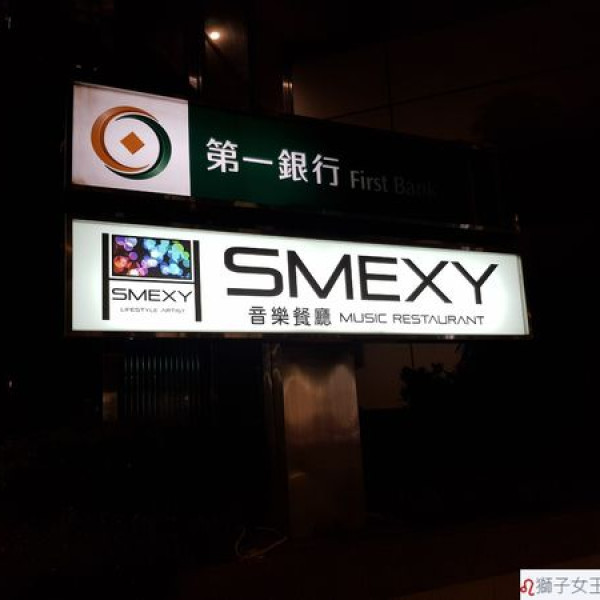 第一銀行 First Bank
SMEXY
LIFESTYLE ARTIST
SMEXY
音樂餐廳 MUSIC RESTAURANT
獅子女王